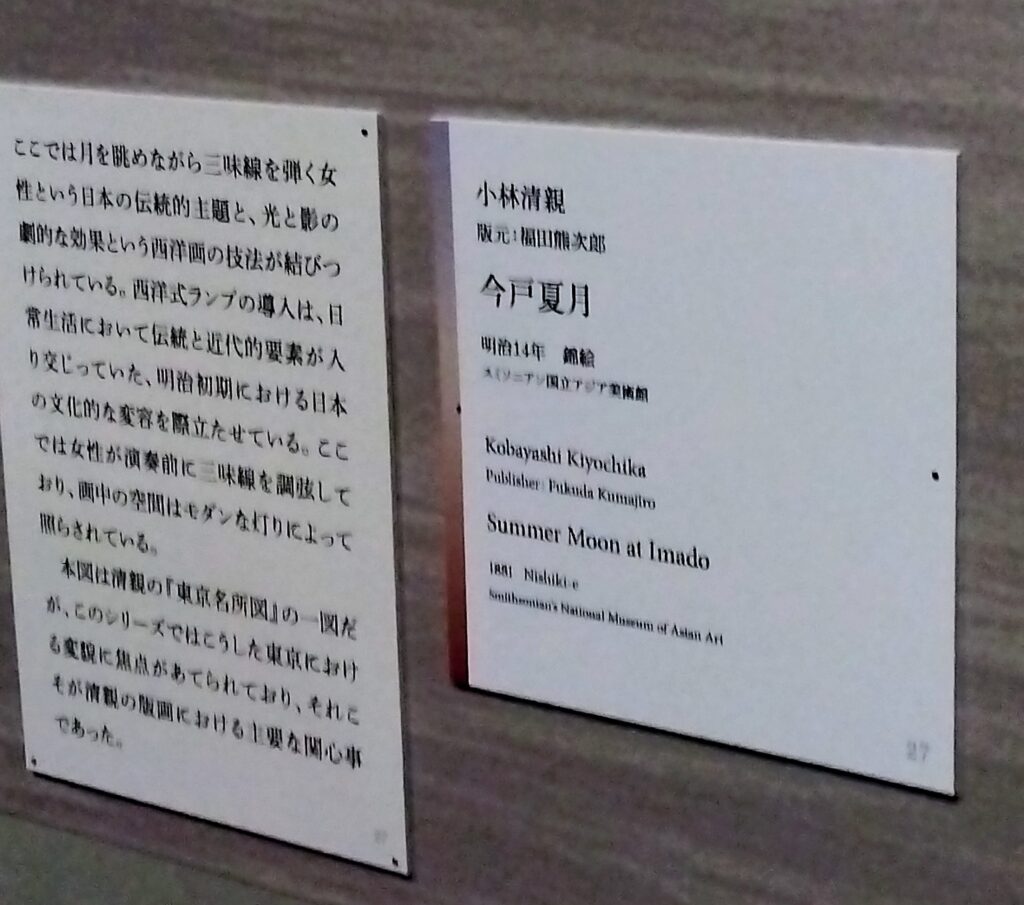 ここでは月を眺めながら三味線を弾く女
性という日本の伝統的主題と、光と影の
劇的な効果という西洋画の技法が結びつ
けられている。西洋式ランプの導入は、日
常生活において伝統と近代的要素が入
り交じっていた、明治初期における日本
の文化的な変容を際立たせている。ここ
では女性が演奏前に三味線を調弦して
おり、画中の空間はモダンな灯りによって
照らされている。
本図は清親の『東京名所図』の一図だ
が、このシリーズではこうした東京におけ
る変貌に焦点があてられており、それこ
そが清親の版画における主要な関心事
であった。
27
小林清親
版元:福田熊次郎
今戸夏月
明治14年 錦絵
スミソニアン国立アジア美術館
Kobayashi Kiyochika
Publisher: Fukuda Kumajiro
Summer Moon at Imado
1881 Nishiki-e
Smithsonian's National Museum of Asian Art
27